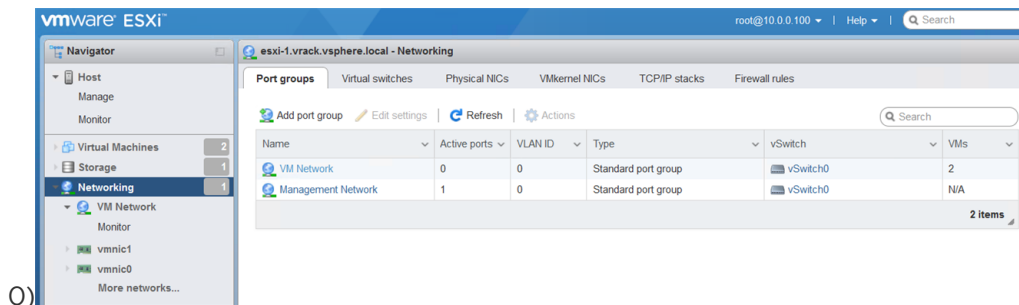 vmware ESXi™
root@10.0.0.100 | Help | Search
Navigator
esxi-1.vrack.vsphere.local - Networking
Host
Manage
Monitor
Virtual Machines 2
Storage 1
Networking 1
VM Network
Monitor
vmnic1
vmnic0
More networks...
Port groups Virtual switches Physical NICs VMkernel NICs TCP/IP stacks Firewall rules
Add port group Edit settings | Refresh | Actions
Search
Name Active ports VLAN ID Type vSwitch VMs
VM Network 0 0 Standard port group vSwitch0 2
Management Network 1 0 Standard port group vSwitch0 N/A
2 items
O)